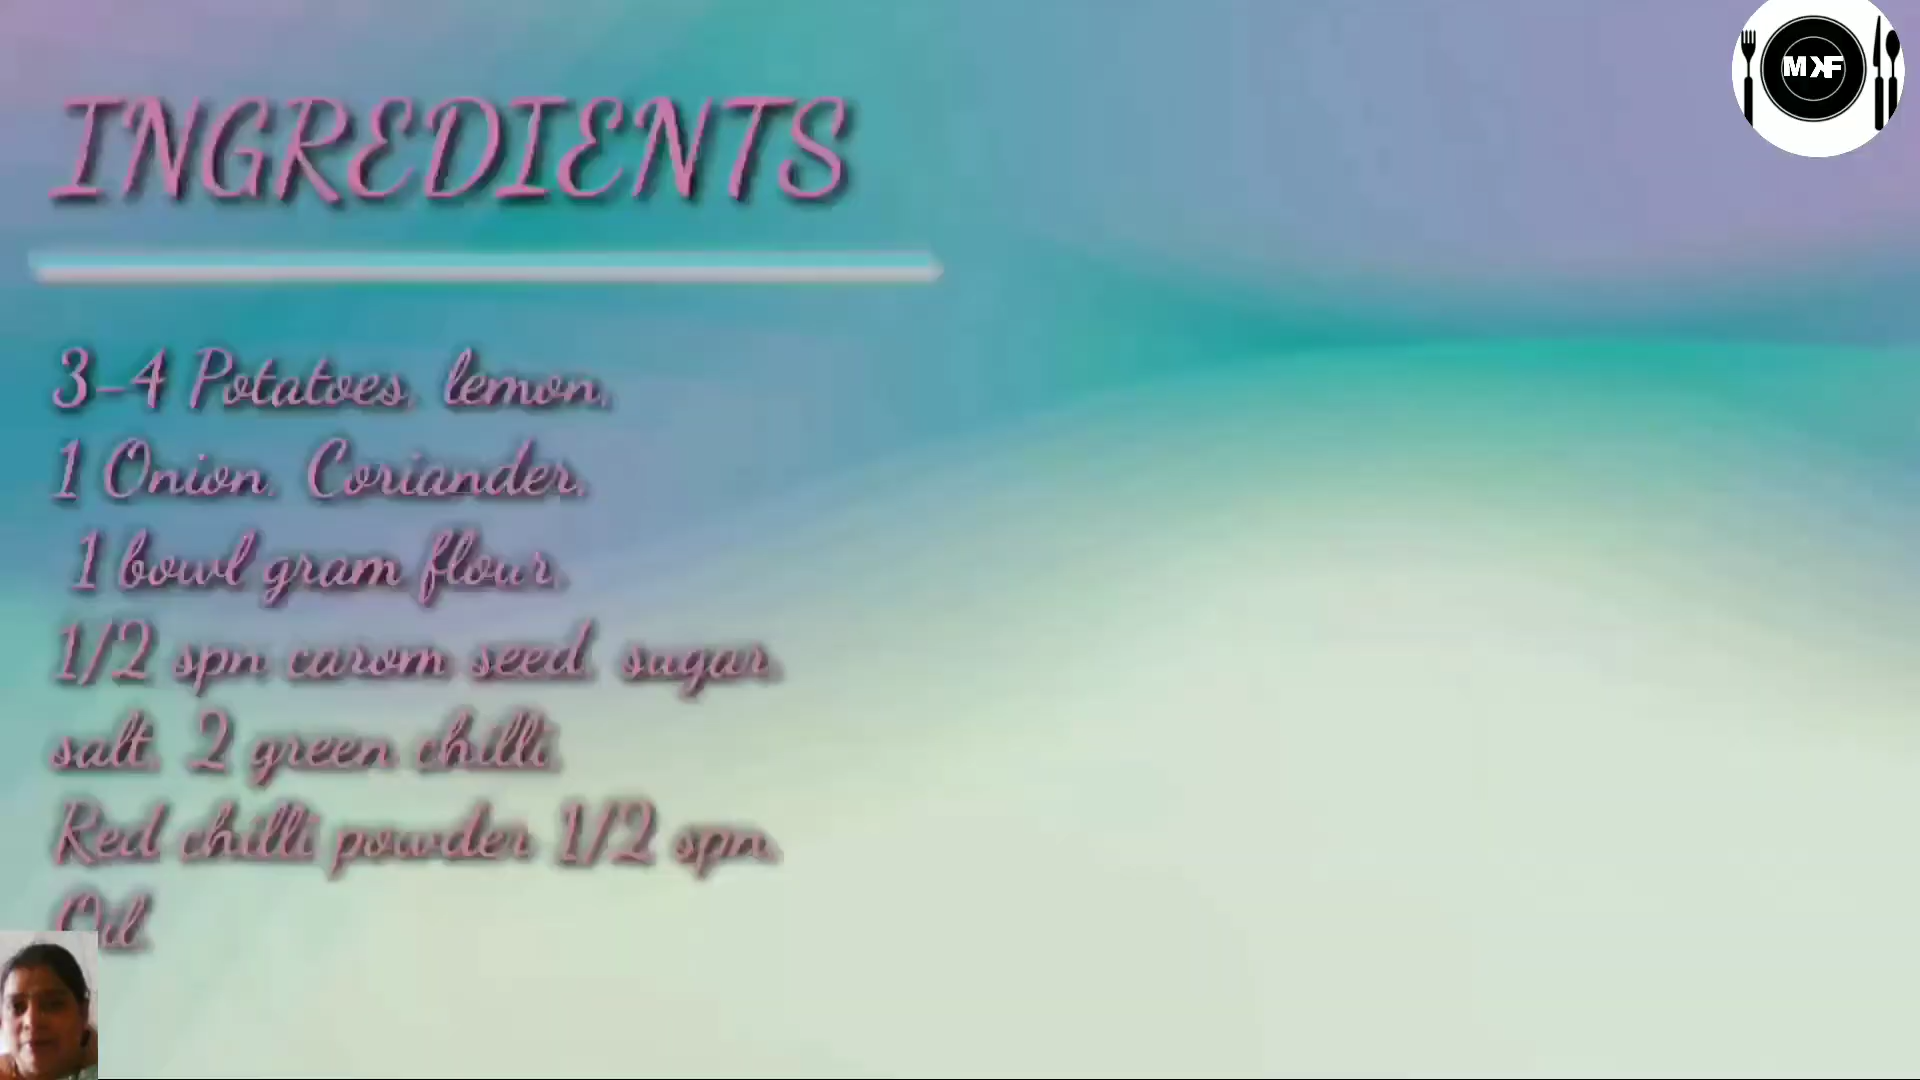 MKF
INGREDIENTS
3-4 Potatoes, lemon,
1 Onion, Coriander,
1 bowl gram flour,
1/2 spn carom seed, sugar,
salt, 2 green chilli,
Red chilli powder 1/2 spn,
Oil.